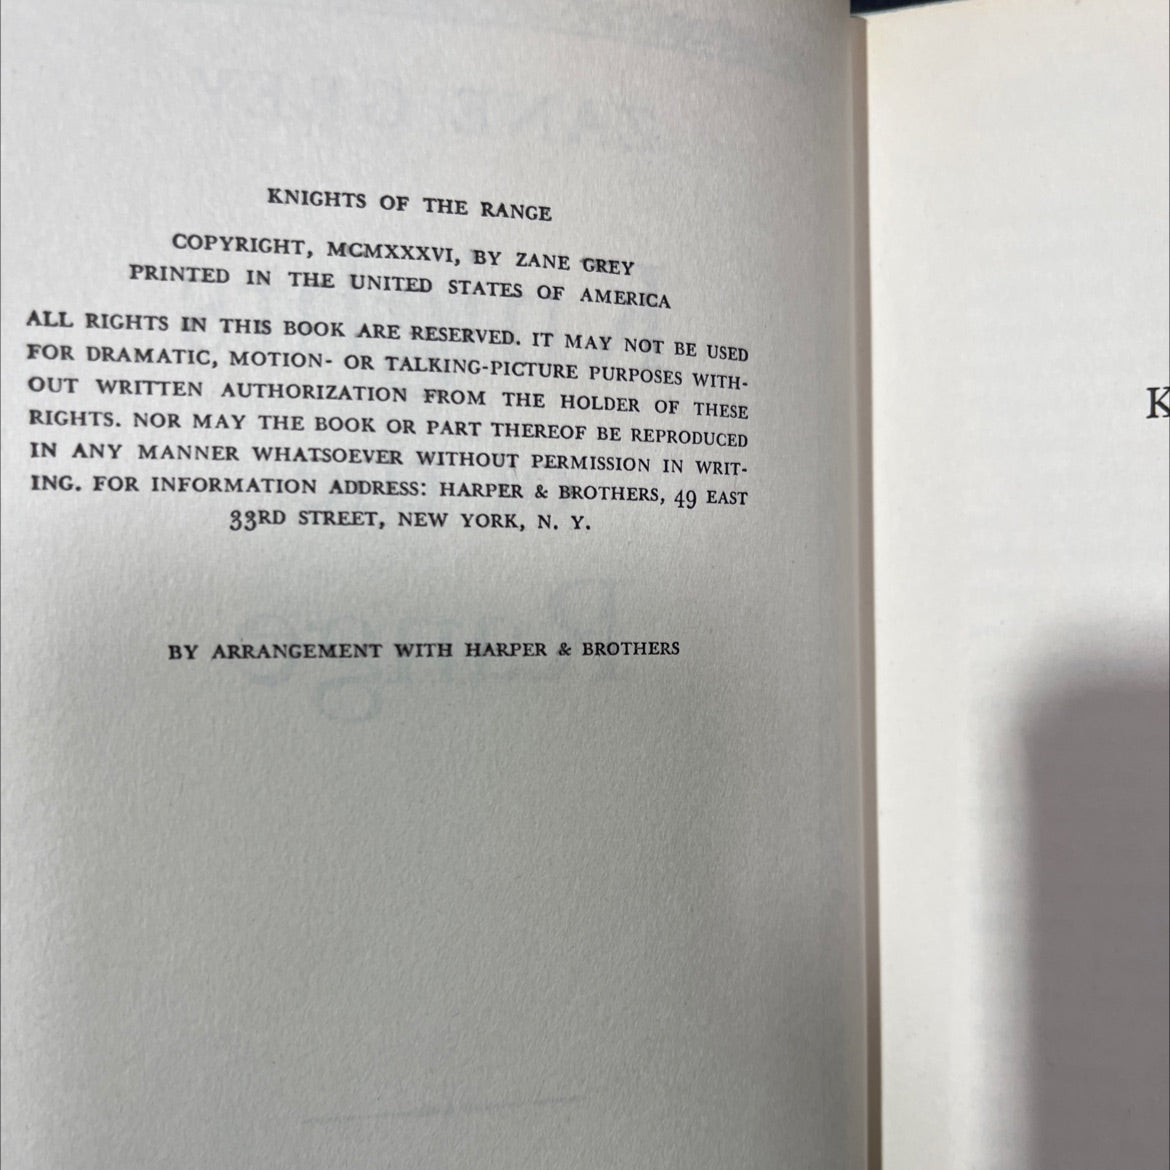 KNIGHTS OF THE RANGE
COPYRIGHT, MCMXXXVI, BY ZANE GREY
PRINTED IN THE UNITED STATES OF AMERICA
ALL RIGHTS IN THIS BOOK ARE RESERVED. IT MAY NOT BE USED
FOR DRAMATIC, MOTION- OR TALKING-PICTURE PURPOSES WITH-
OUT WRITTEN AUTHORIZATION FROM THE HOLDER OF THESE
RIGHTS. NOR MAY THE BOOK OR PART THEREOF BE REPRODUCED
IN ANY MANNER WHATSOEVER WITHOUT PERMISSION IN WRIT-
ING. FOR INFORMATION ADDRESS: HARPER & BROTHERS, 49 EAST
33RD STREET, NEW YORK, N. Y.
BY ARRANGEMENT WITH HARPER & BROTHERS
K